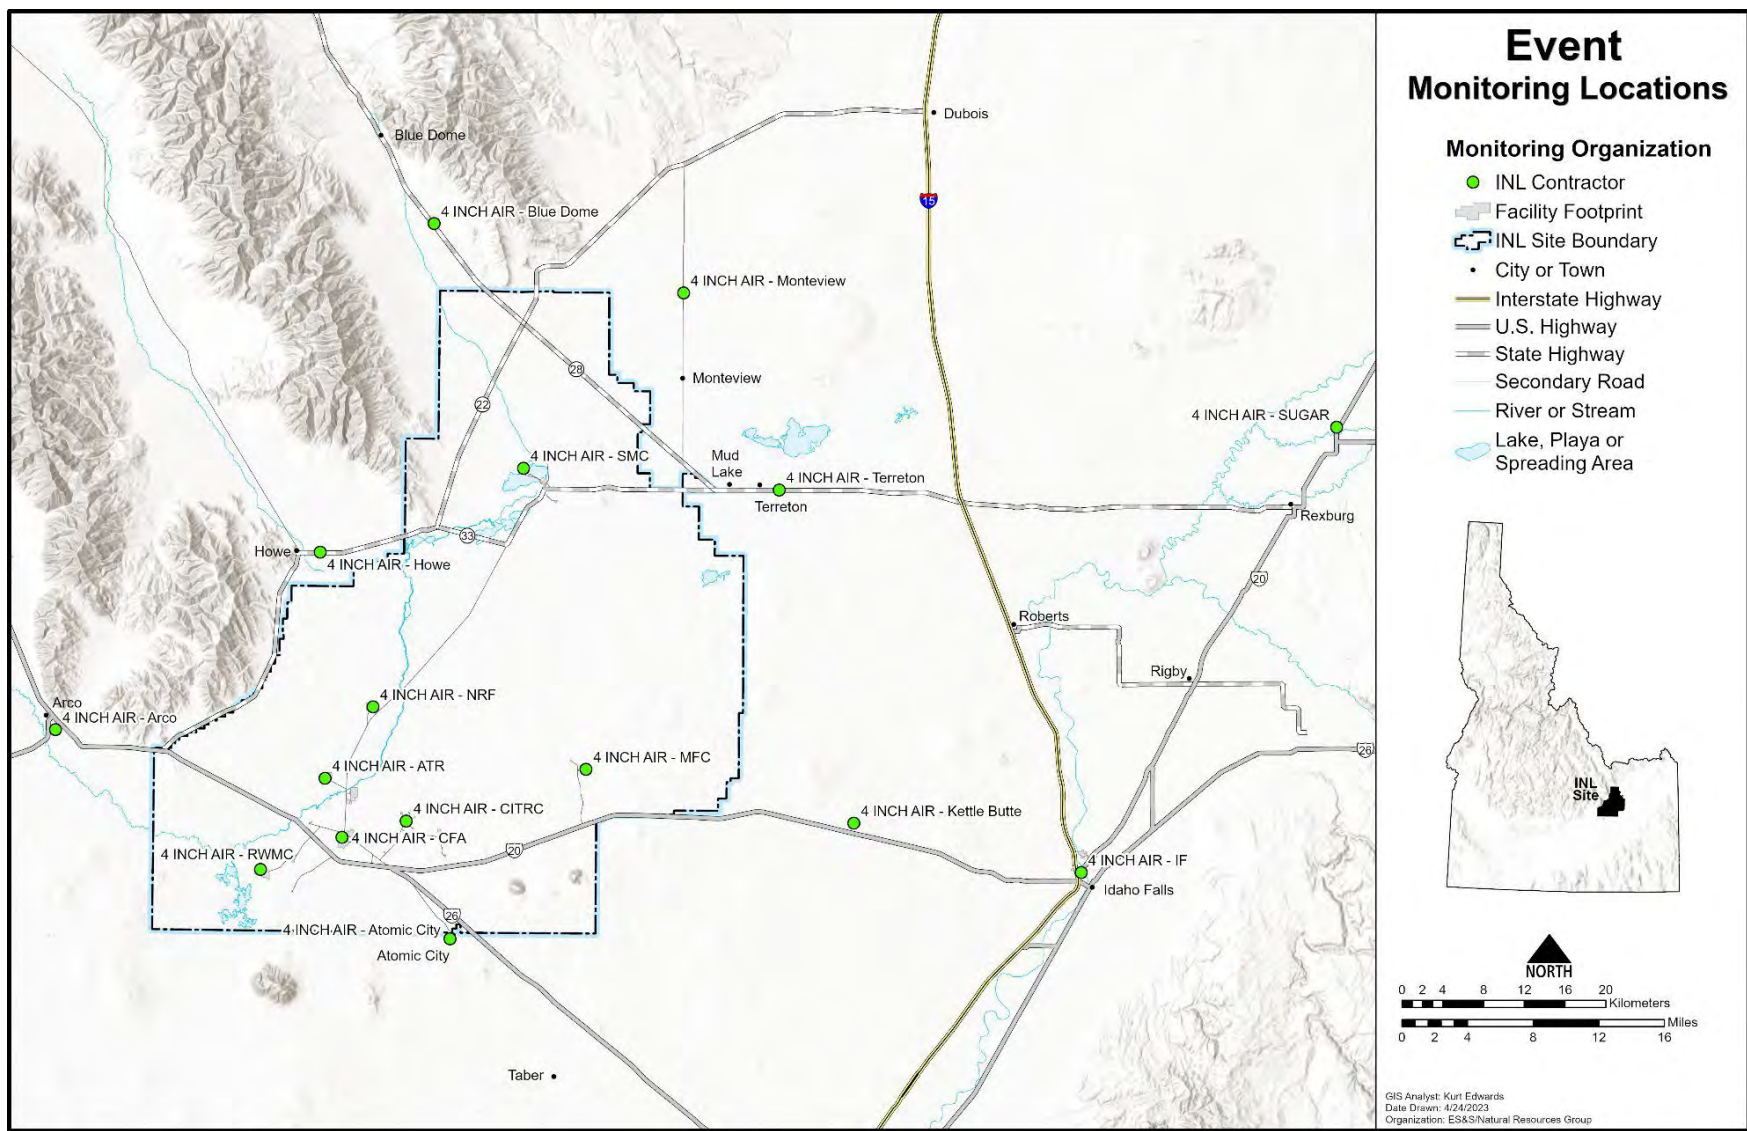 Event
Monitoring Locations
Monitoring Organization
INL Contractor
Facility Footprint
INL Site Boundary
City or Town
Interstate Highway
U.S. Highway
State Highway
Secondary Road
River or Stream
Lake, Playa or
Spreading Area
Dubois
Blue Dome
15
4 INCH AIR - Blue Dome
4 INCH AIR - Monteview
28
Monteview
22
4 INCH AIR - SUGAR
4 INCH AIR - SMC
Mud
Lake
4 INCH AIR - Terreton
Terreton
Rexburg
33
Howe
4 INCH AIR - Howe
20
Roberts
Rigby
4 INCH AIR - NRF
Arco
4 INCH AIR - Arco
26
4 INCH AIR - ATR
4 INCH AIR - MFC
4 INCH AIR - CITRC
4 INCH AIR - Kettle Butte
4 INCH AIR - CFA
20
4 INCH AIR - RWMC
4 INCH AIR - IF
Idaho Falls
26
4 INCH AIR - Atomic City
Atomic City
Taber
INL
Site
NORTH
0 2 4 8 12 16 20
Kilometers
Miles
0 2 4 8 12 16
GIS Analyst: Kurt Edwards
Date Drawn: 4/24/2023
Organization: ES&S/Natural Resources Group